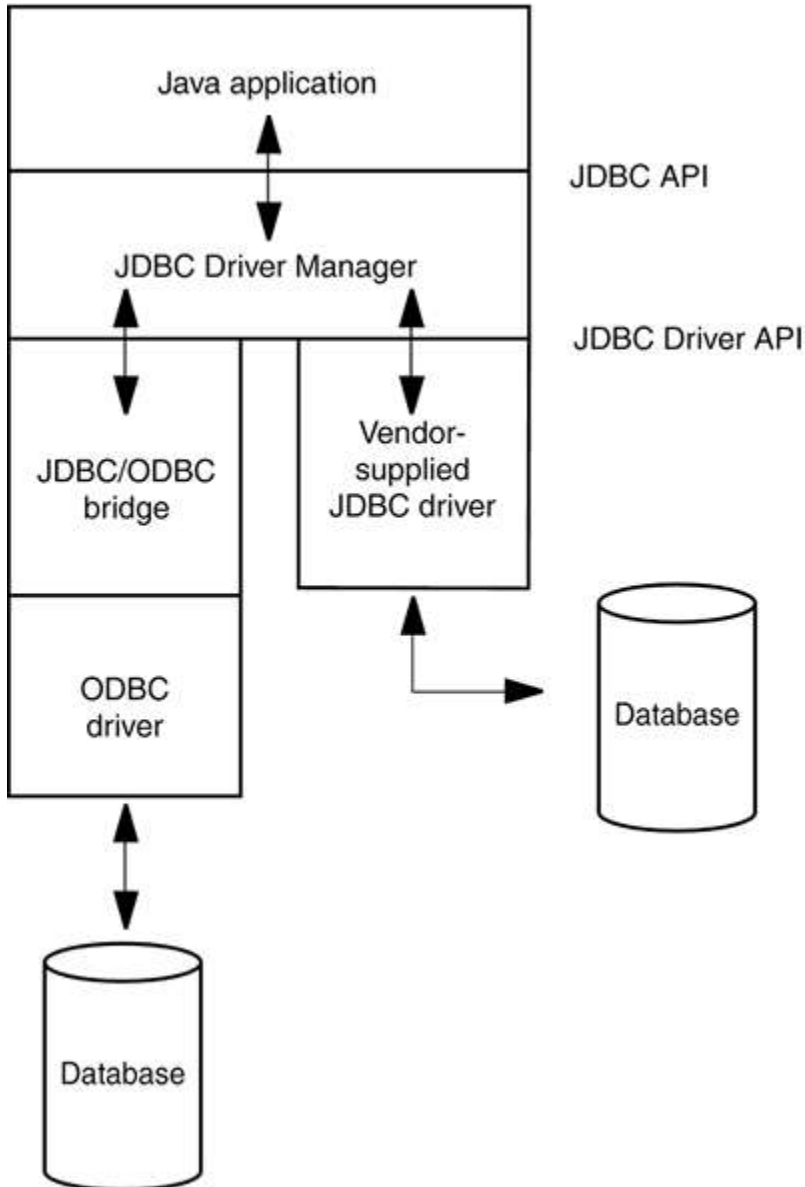 Java application
JDBC API
JDBC Driver Manager
JDBC Driver API
JDBC/ODBC
bridge
Vendor-
supplied
JDBC driver
ODBC
driver
Database
Database